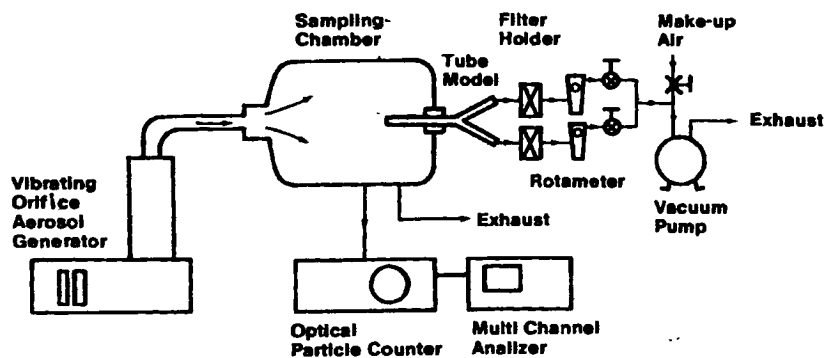 Sampling-
Chamber
Filter
Holder
Make-up
Air
Tube
Model
Exhaust
Rotameter
Vacuum
Pump
Vibrating
Orifice
Aerosol
Generator
Exhaust
Optical
Particle Counter
Multi Channel
Analizer